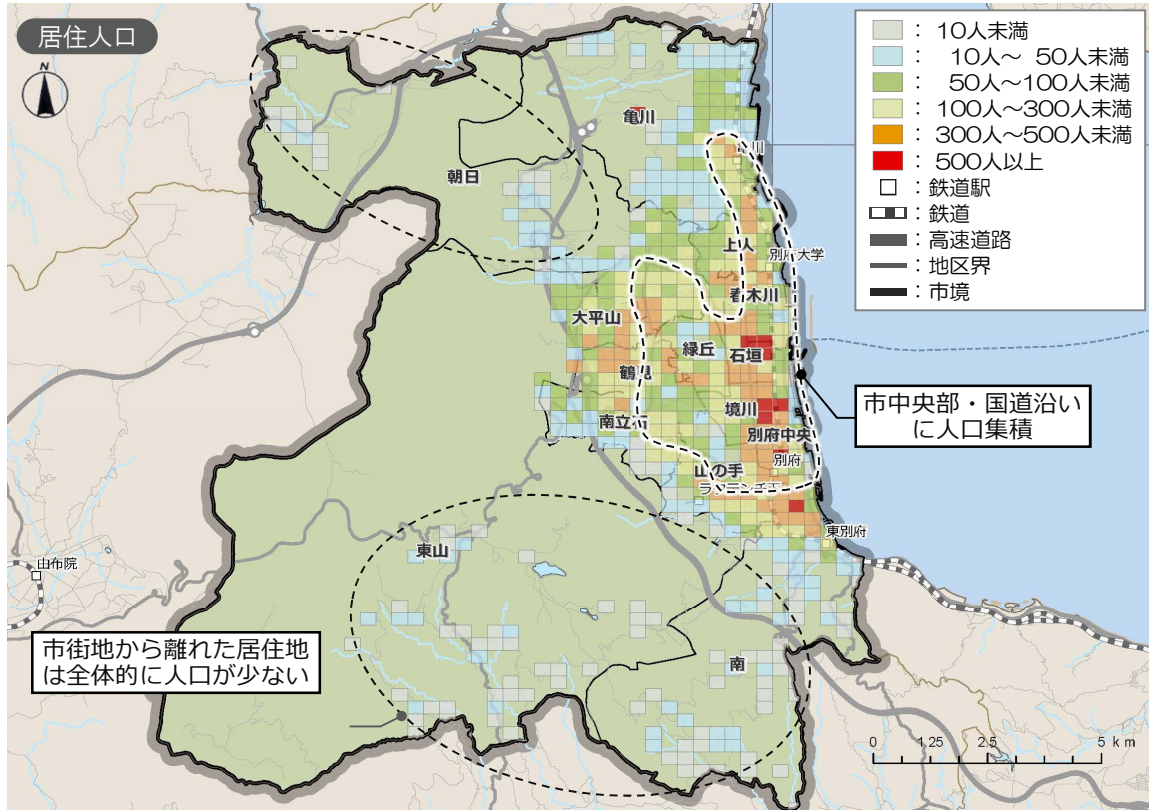 居住人口
N
: 10人未満
: 10人～ 50人未満
: 50人～100人未満
: 100人～300人未満
: 300人～500人未満
: 500人以上
: 鉄道駅
: 鉄道
: 高速道路
: 地区界
: 市境
亀川
朝日
上人
別府大学
春木川
大平山
緑丘
石垣
鶴見
境川
南立石
別府中央
別府
山の手
東別府
市中央部・国道沿い
に人口集積
東山
由布院
市街地から離れた居住地
は全体的に人口が少ない
南
0 1.25 2.5 5 km